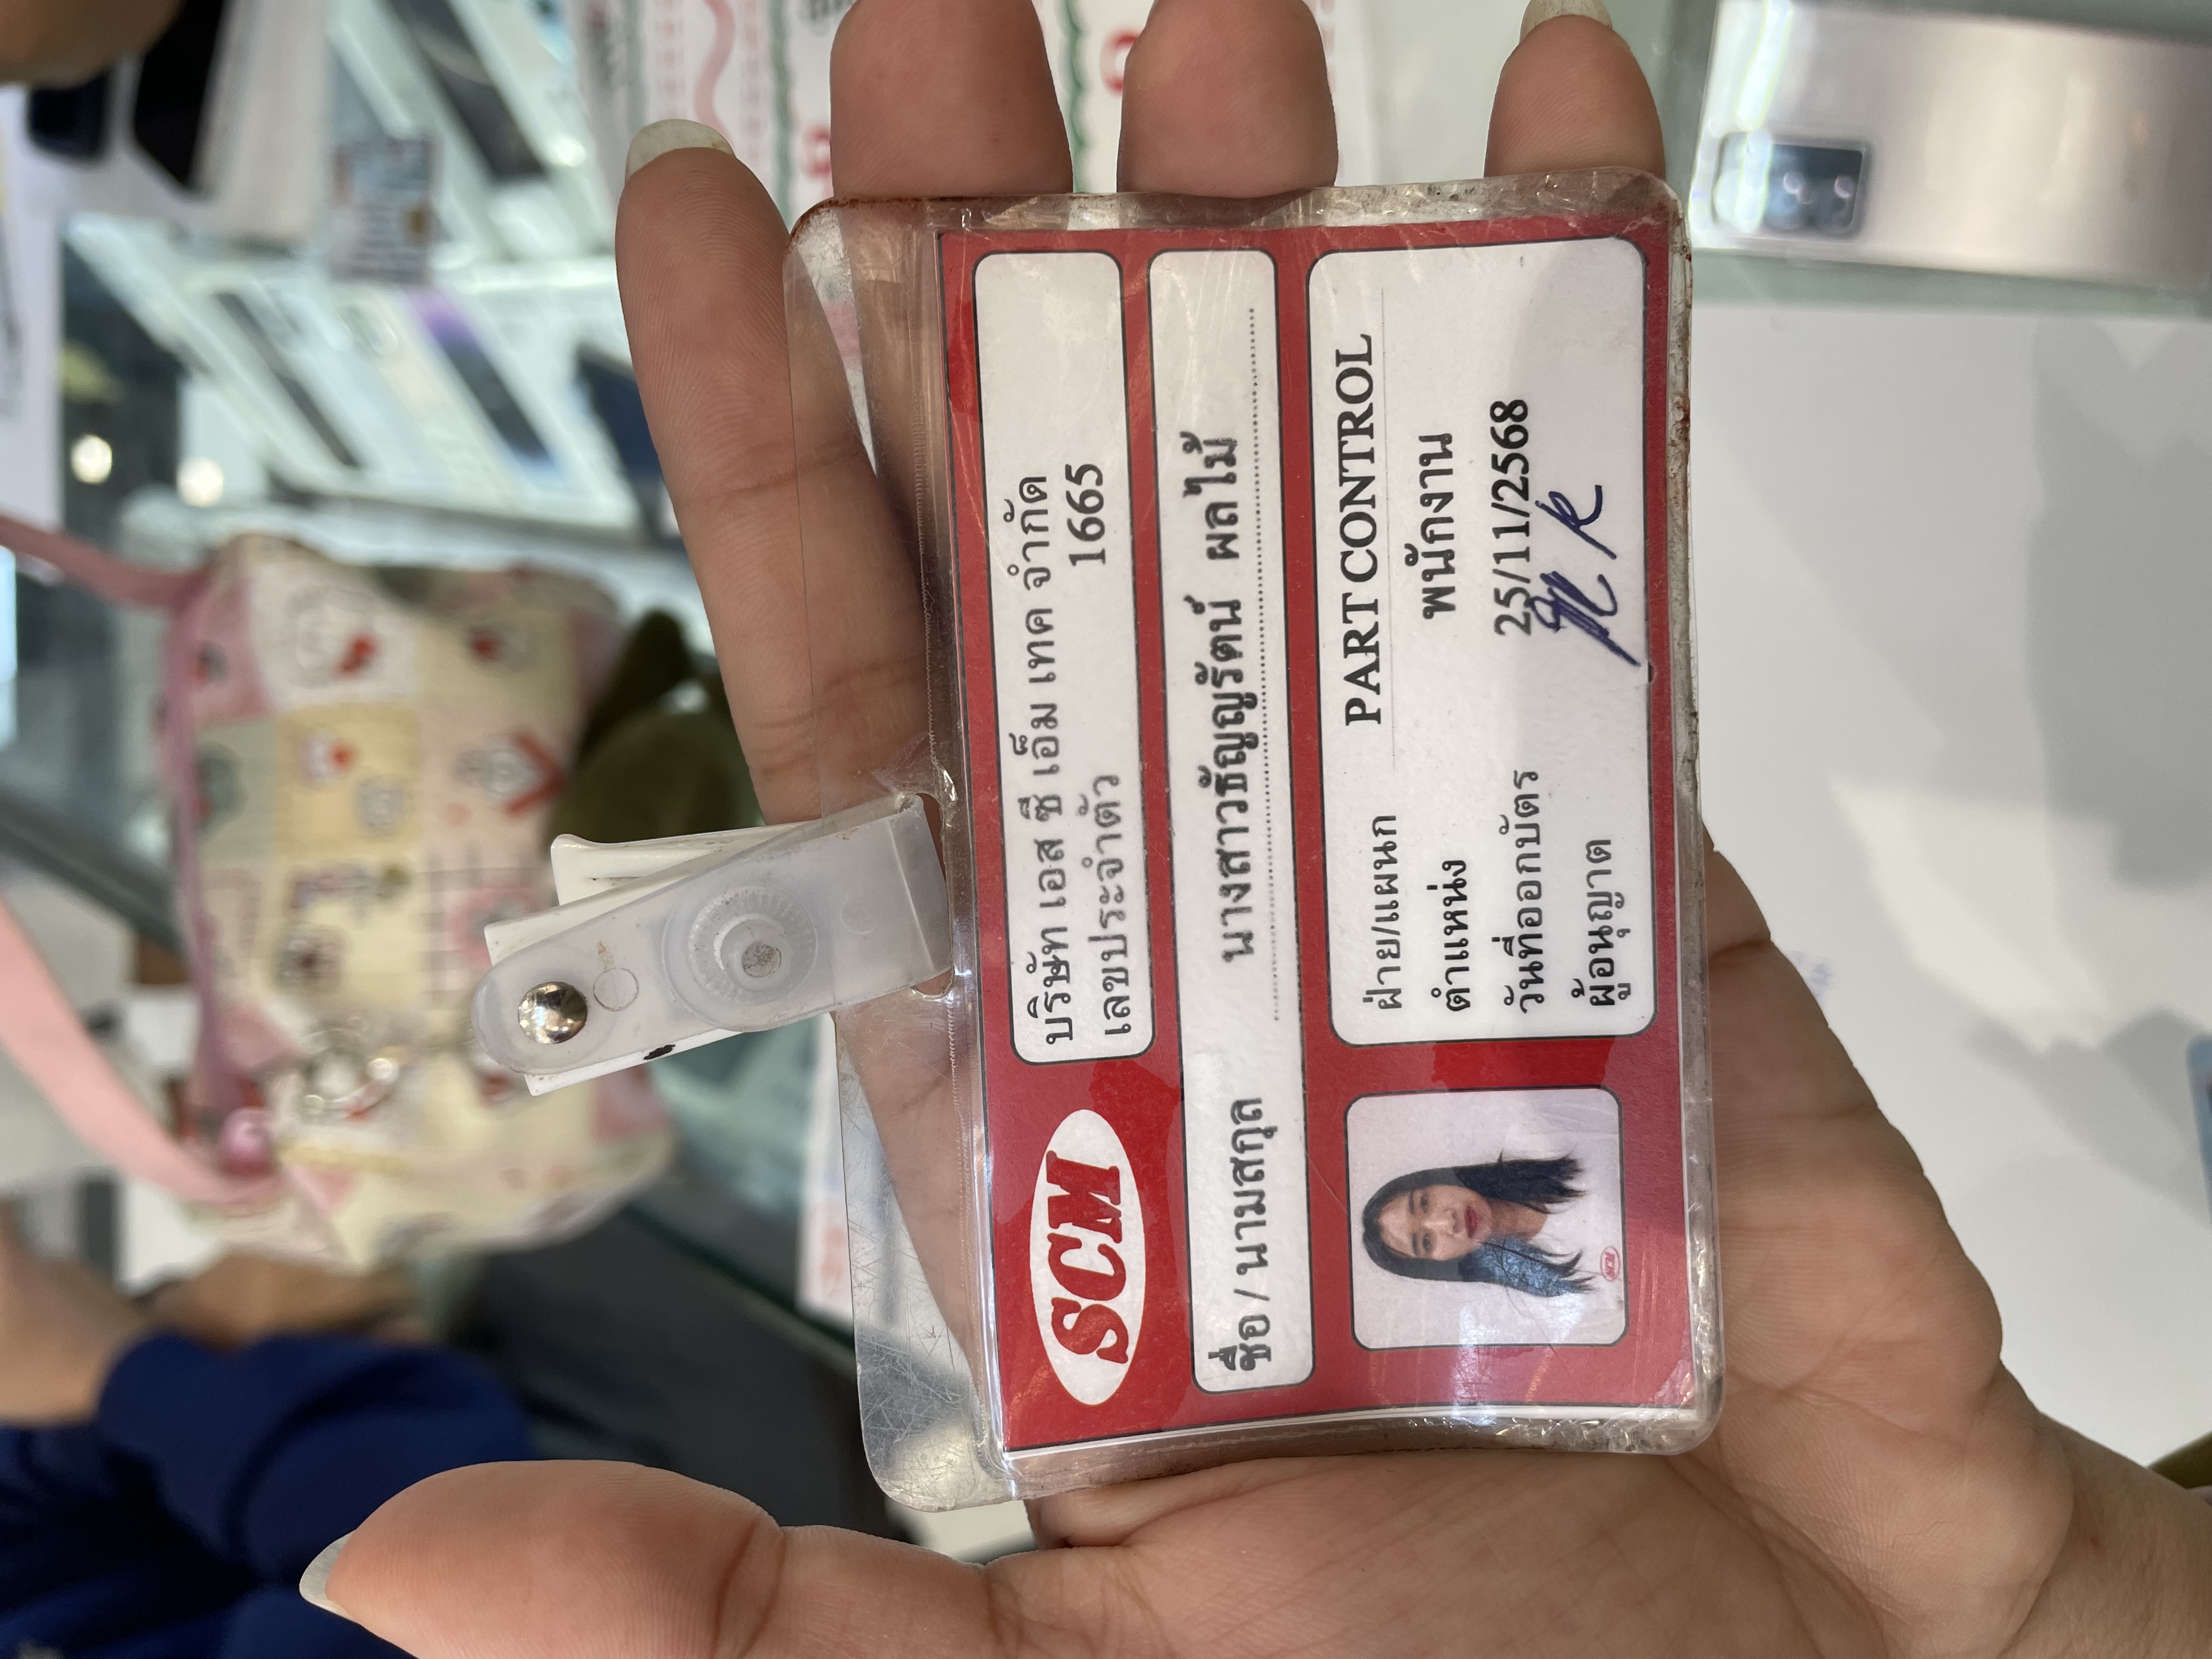 SCM
บริษัท เอส ซี เอ็ม เทค จำกัด
เลขประจำตัว 1665
ชื่อ / นามสกุล นางสาวธัญญรัตน์ ผลไม้
ฝ่าย/แผนก PART CONTROL
ตำแหน่ง พนักงาน
วันที่ออกบัตร 25/11/2568
ผู้อนุญาต